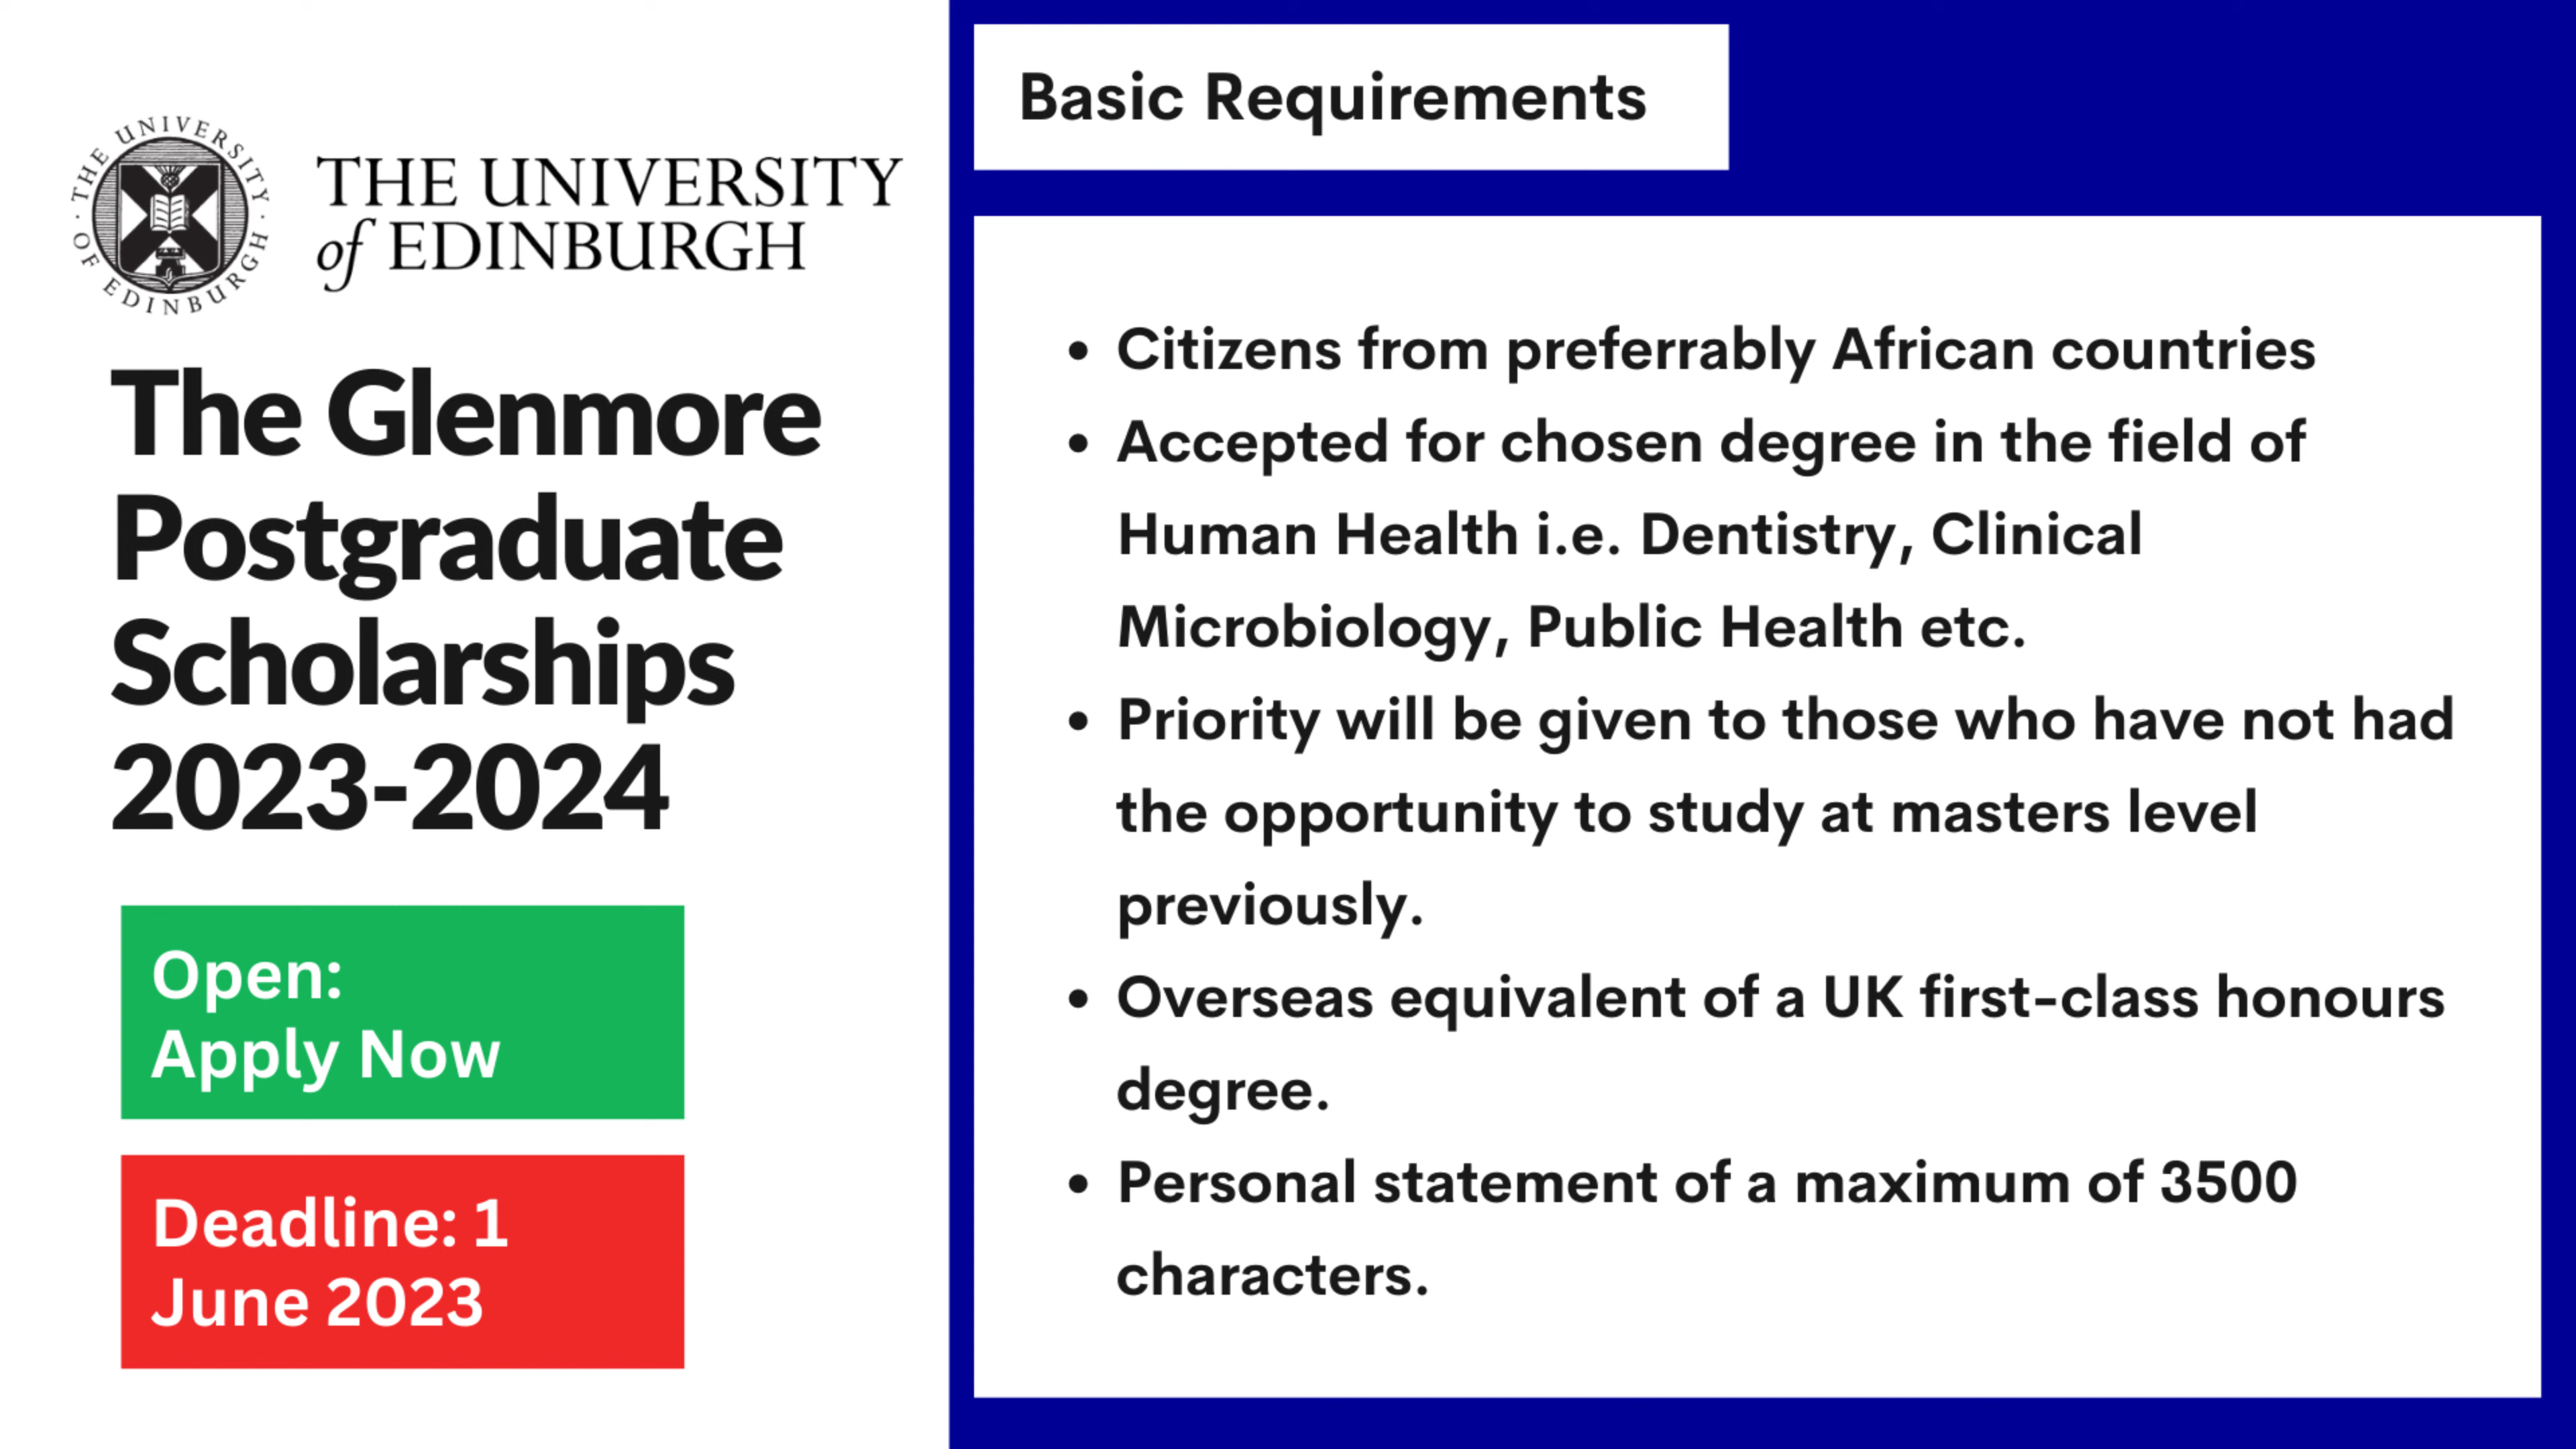 THE UNIVERSITY OF EDINBURGH
THE UNIVERSITY
of EDINBURGH
The Glenmore
Postgraduate
Scholarships
2023-2024
Open:
Apply Now
Deadline: 1
June 2023
Basic Requirements
• Citizens from preferrably African countries
• Accepted for chosen degree in the field of
Human Health i.e. Dentistry, Clinical
Microbiology, Public Health etc.
• Priority will be given to those who have not had
the opportunity to study at masters level
previously.
• Overseas equivalent of a UK first-class honours
degree.
• Personal statement of a maximum of 3500
characters.